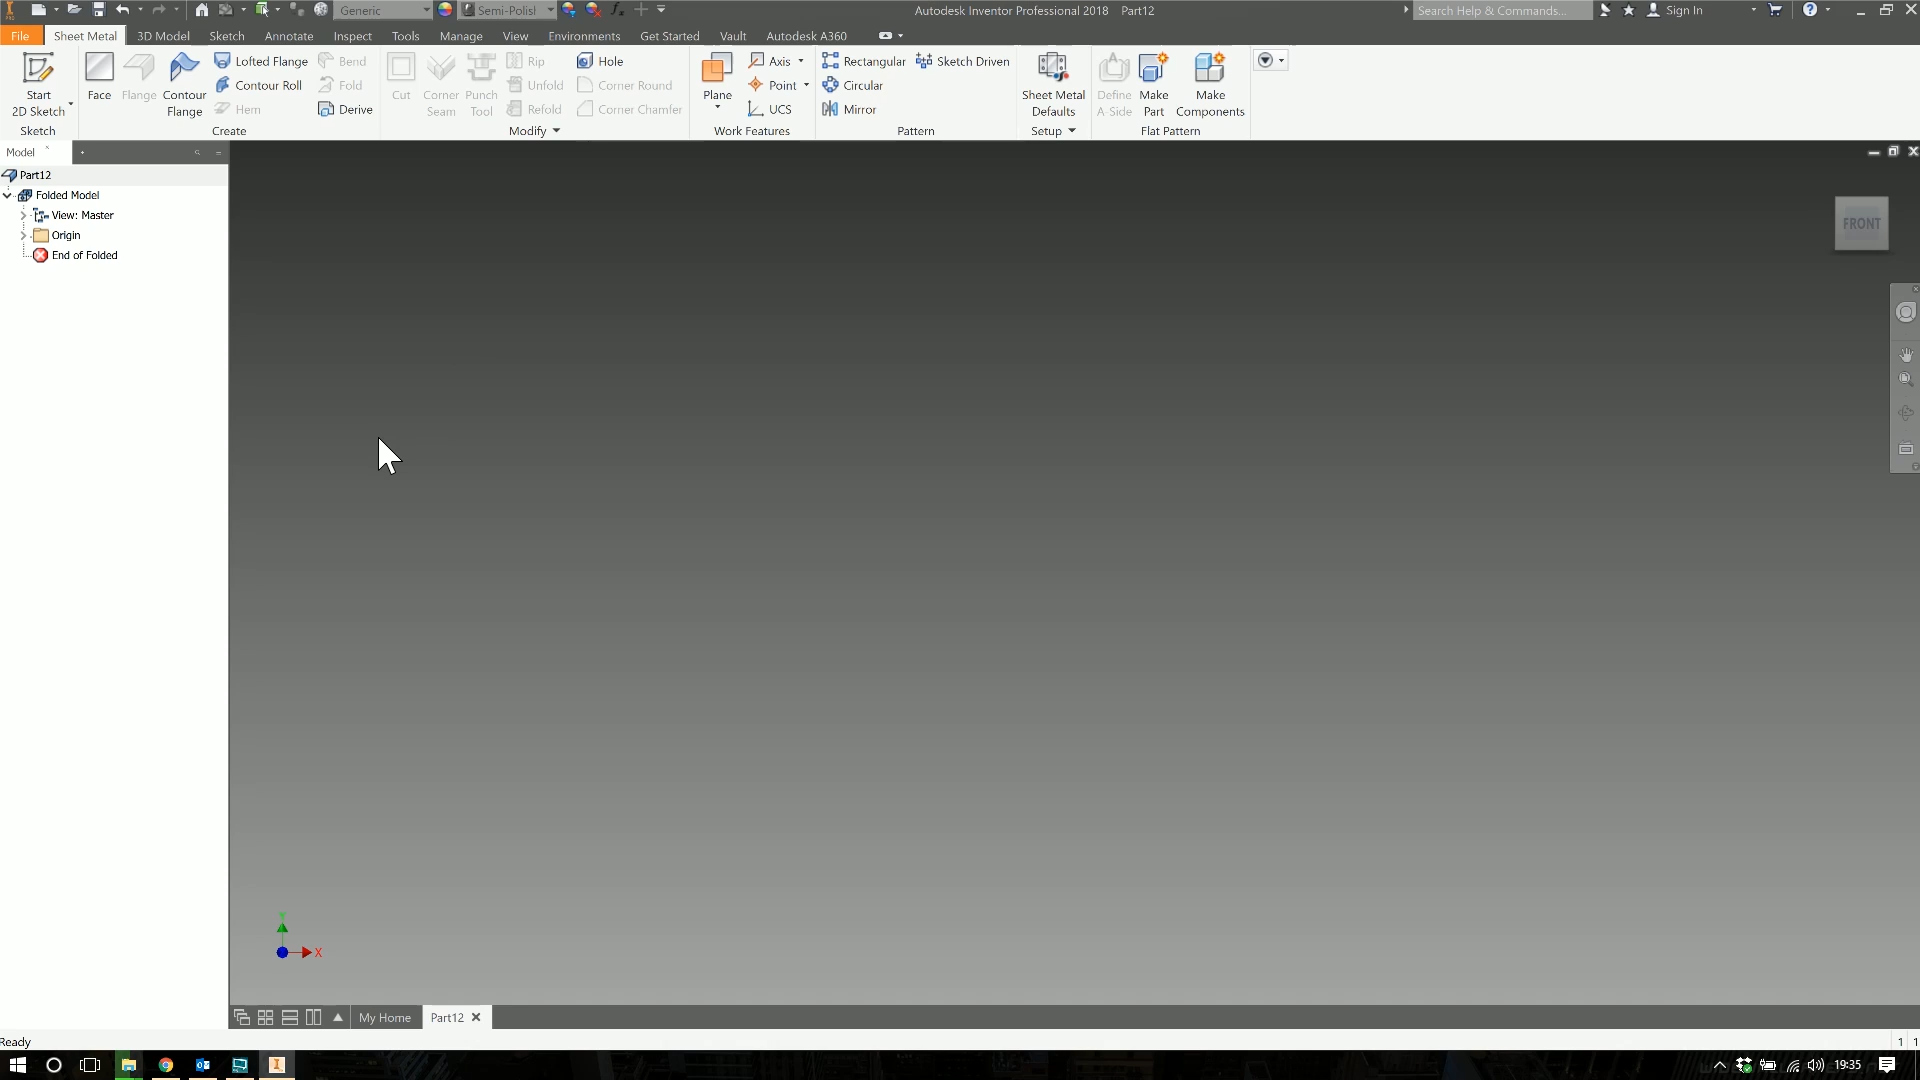 Generic Semi-Polisl Autodesk Inventor Professional 2018 Part12 Search Help & Commands... Sign In
File Sheet Metal 3D Model Sketch Annotate Inspect Tools Manage View Environments Get Started Vault Autodesk A360
Start 2D Sketch
Face
Flange
Contour Flange
Lofted Flange
Contour Roll
Hem
Bend
Fold
Derive
Cut
Corner Seam
Punch Tool
Rip
Unfold
Refold
Hole
Corner Round
Corner Chamfer
Plane
Axis
Point
UCS
Rectangular
Circular
Mirror
Sketch Driven
Sheet Metal Defaults
Define A-Side
Make Part
Make Components
Sketch Create Modify Work Features Pattern Setup Flat Pattern
Model
Part12
Folded Model
View: Master
Origin
End of Folded
FRONT
Y
X
My Home Part12
Ready 1 1
19:35